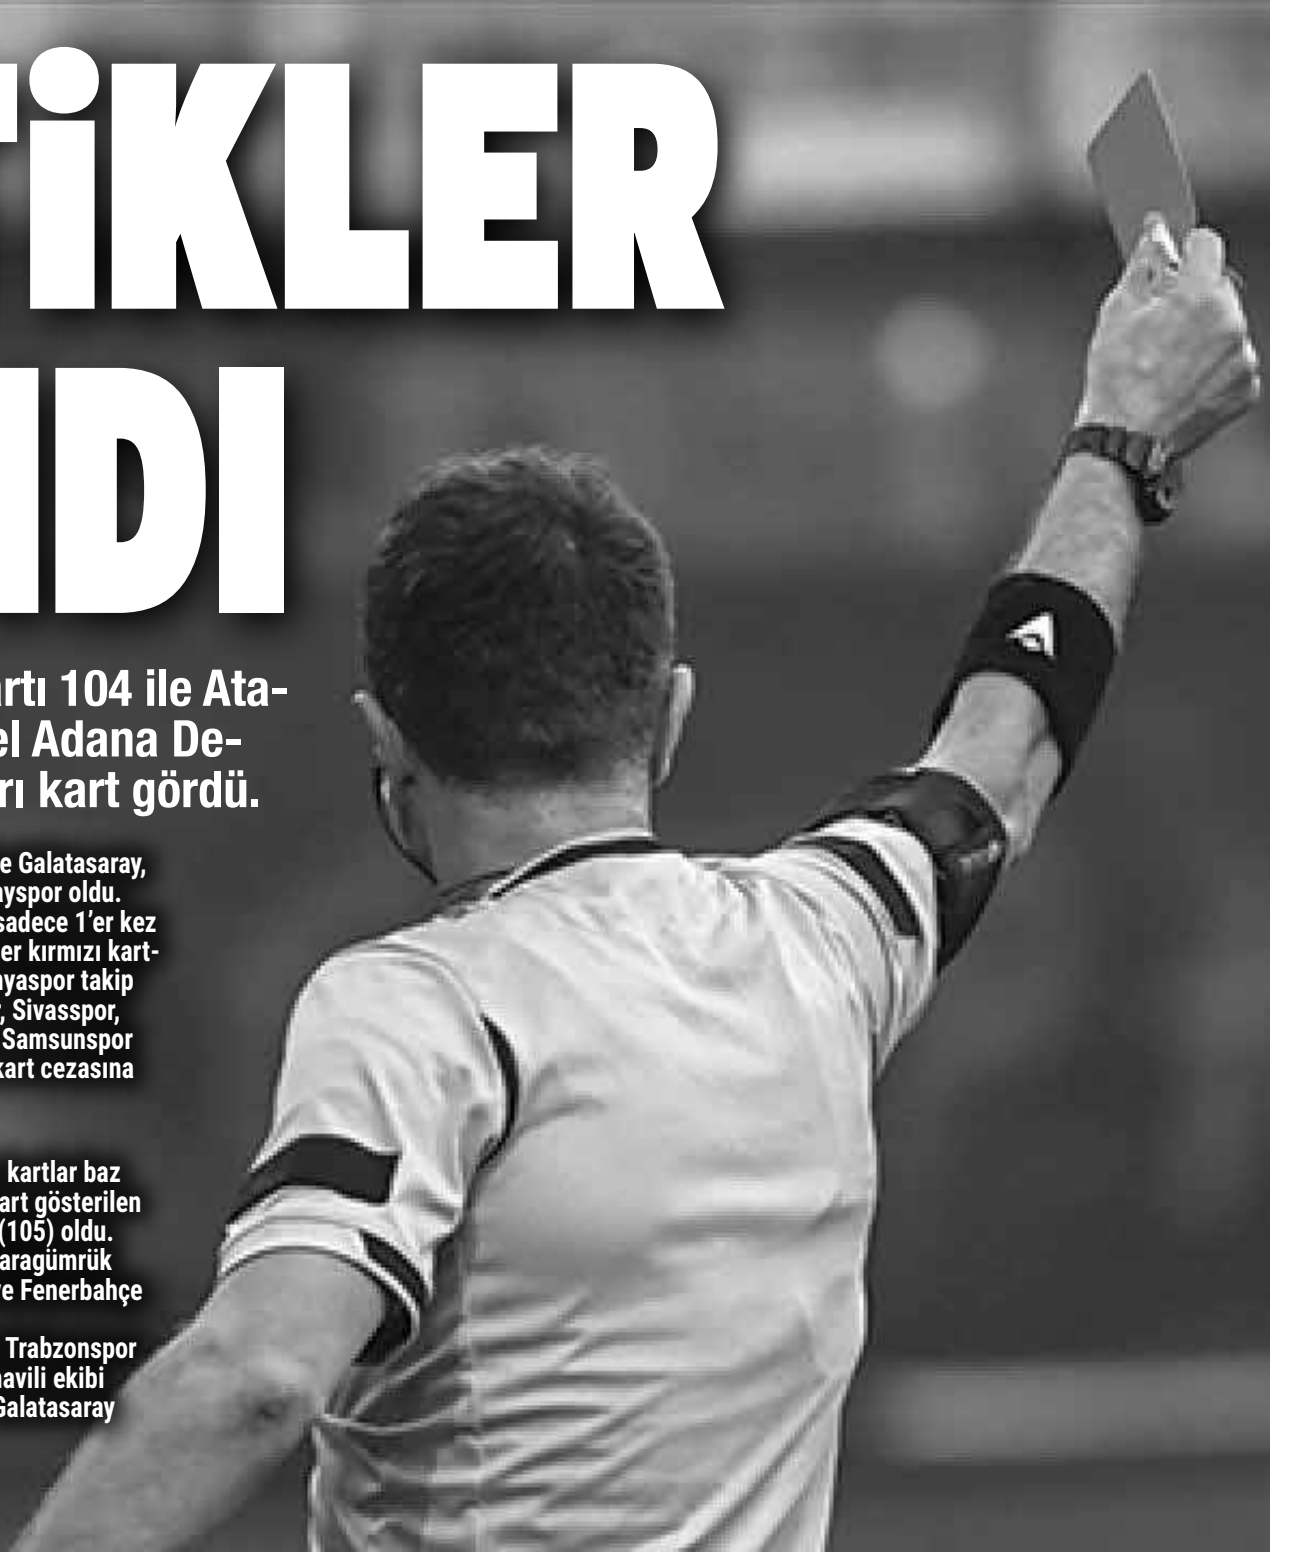 TİKLER
NDI
artı 104 ile Ata-
el Adana De-
rı kart gördü.
e Galatasaray,
ayspor oldu.
sadece 1’er kez
er kırmızı kart-
yaspor takip
, Sivasspor,
Samsunspor
kart cezasına
kartlar baz
art gösterilen
(105) oldu.
aragümrük
ve Fenerbahçe
Trabzonspor
avili ekibi
Galatasaray